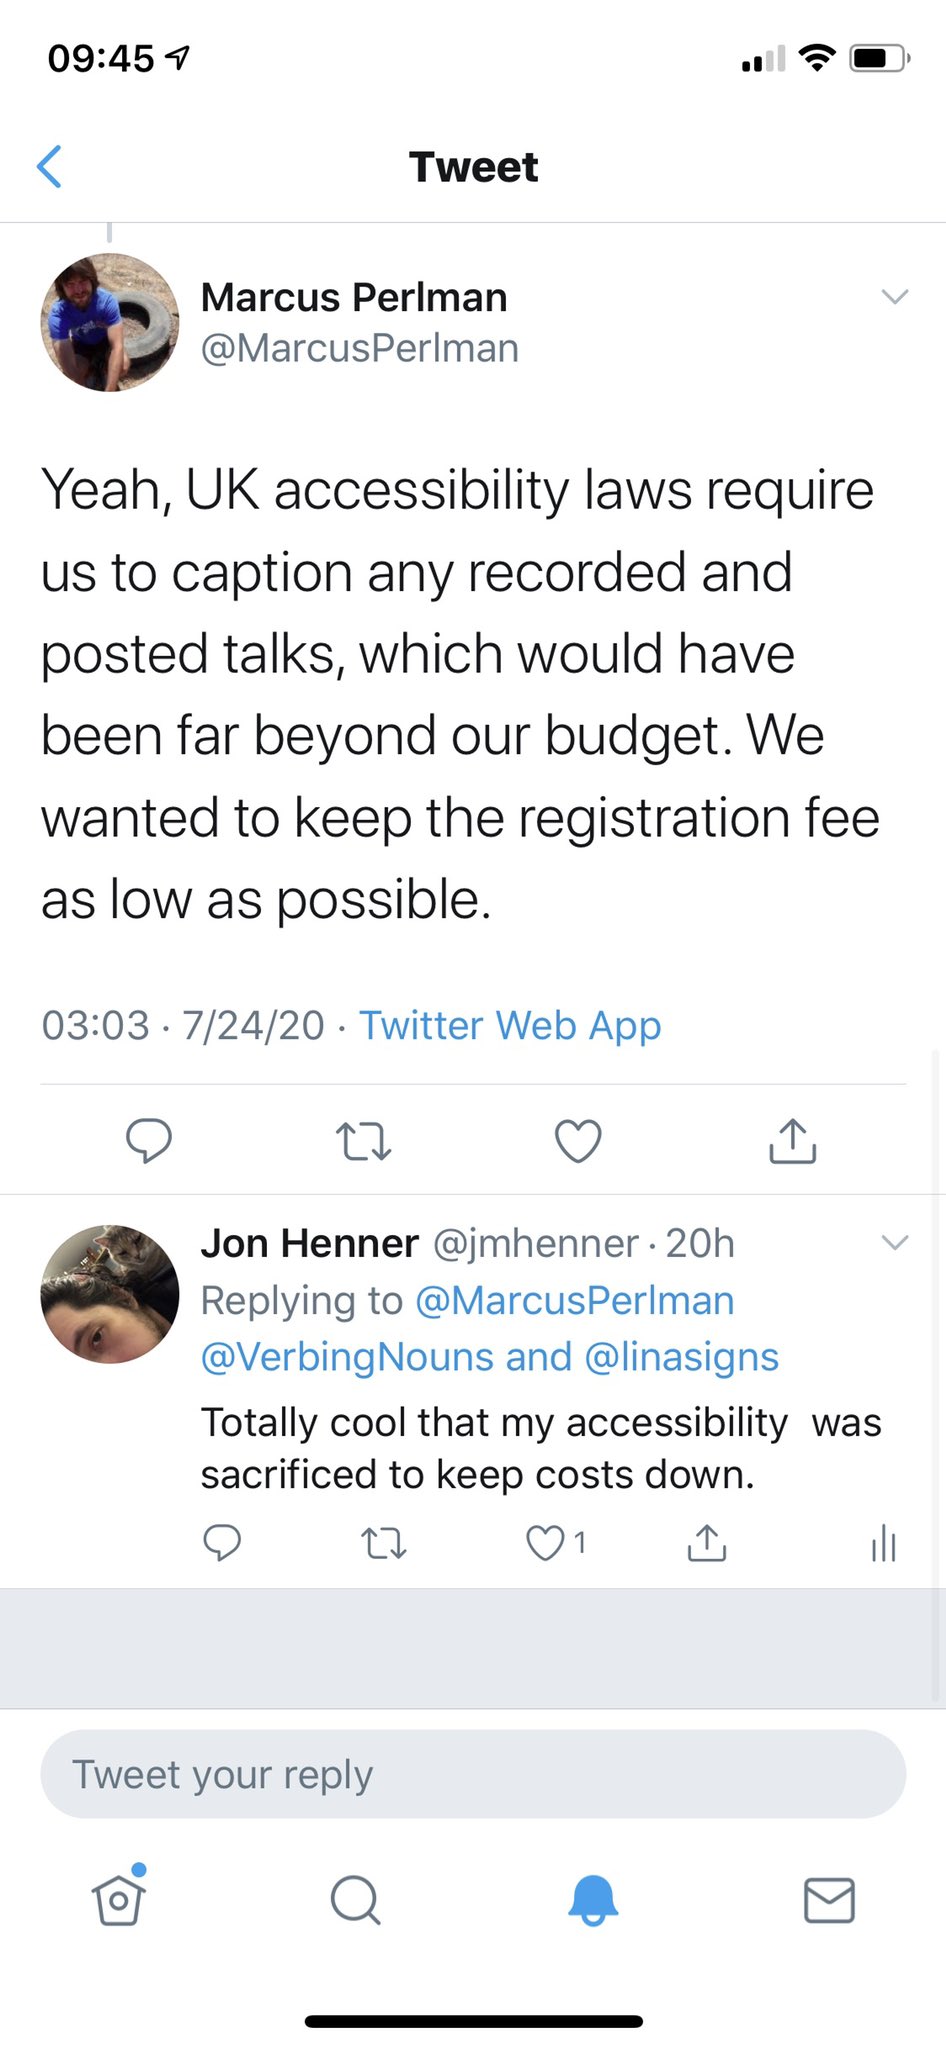 09:45
Tweet
Marcus Perlman
@MarcusPerlman
Yeah, UK accessibility laws require
us to caption any recorded and
posted talks, which would have
been far beyond our budget. We
wanted to keep the registration fee
as low as possible.
03:03 · 7/24/20 · Twitter Web App
Jon Henner @jmhenner · 20h
Replying to @MarcusPerlman
@VerbingNouns and @linasigns
Totally cool that my accessibility  was
sacrificed to keep costs down.
1
Tweet your reply